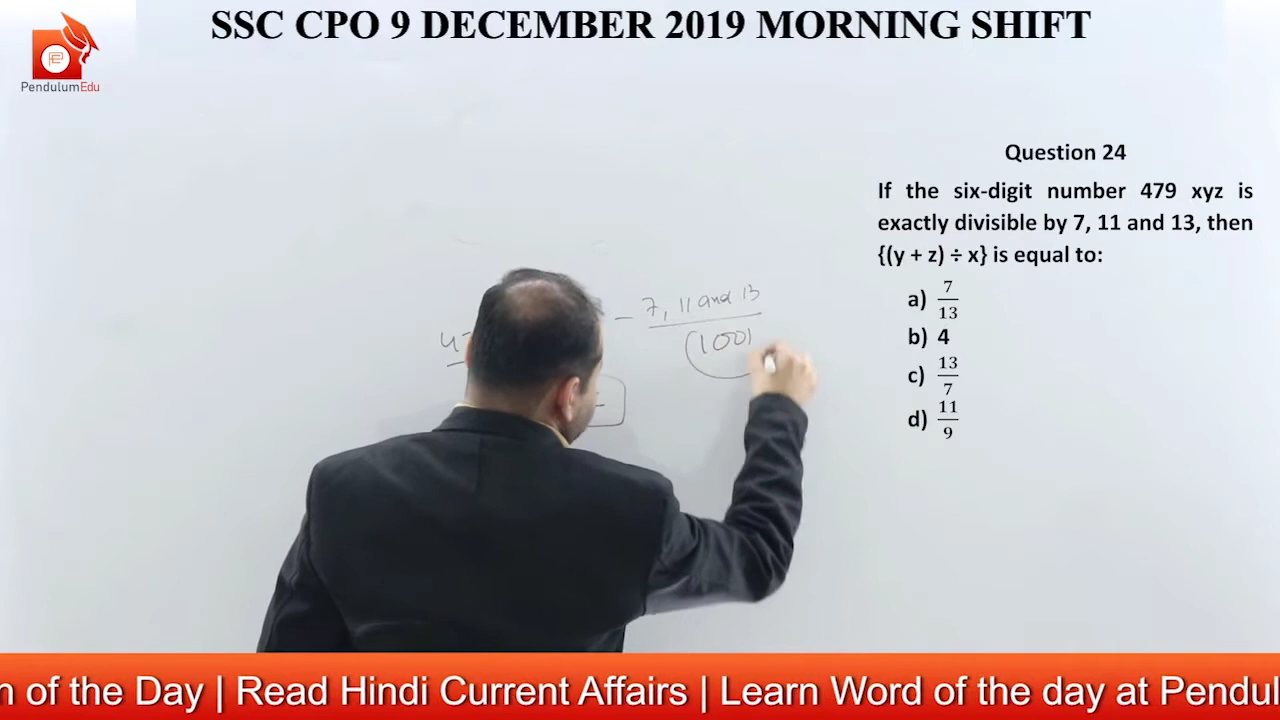 SSC CPO 9 DECEMBER 2019 MORNING SHIFT
PendulumEdu
Question 24
If the six-digit number 479 xyz is
exactly divisible by 7, 11 and 13, then
{(y + z) ÷ x} is equal to:
a) 7/13
b) 4
c) 13/7
d) 11/9
7, 11 and 13
1001
n of the Day | Read Hindi Current Affairs | Learn Word of the day at Pendul